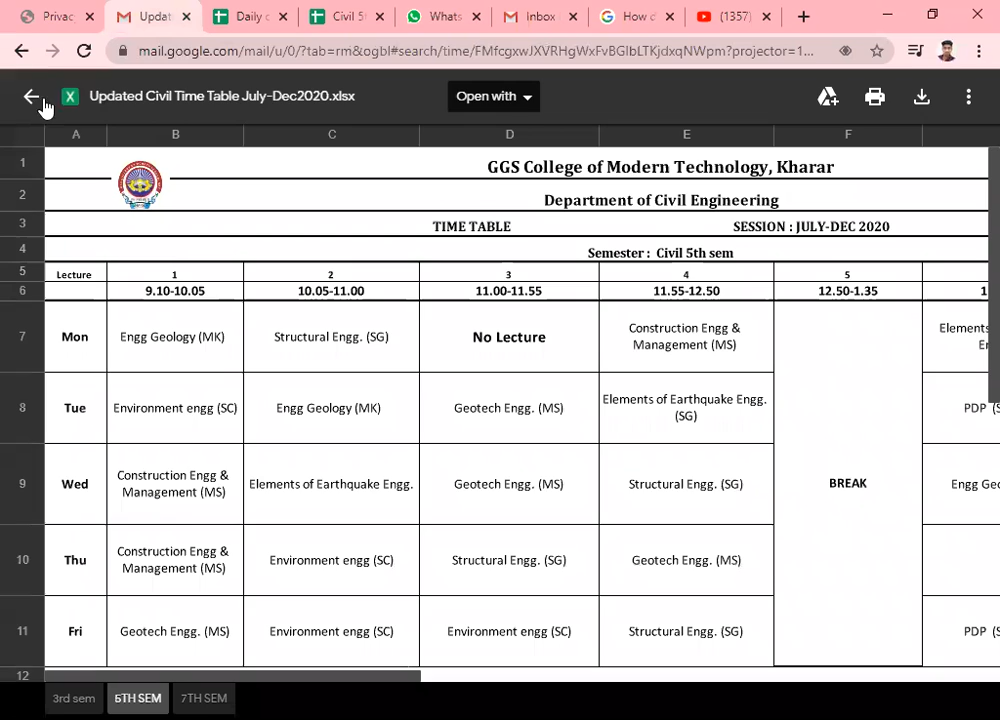 Privac
Updat
Daily c
Civil 5t
Whats
Inbox
How d
(1357)
mail.google.com/mail/u/0/?tab=rm&ogbl#search/time/FMfcgxwJXVRHgWxFvBGlbLTKjdxqNWpm?projector=1...
Updated Civil Time Table July-Dec2020.xlsx
Open with
A B C D E F
1 GGS College of Modern Technology, Kharar
2 Department of Civil Engineering
3 TIME TABLE SESSION : JULY-DEC 2020
4 Semester : Civil 5th sem
5 Lecture 1 2 3 4 5
6 9.10-10.05 10.05-11.00 11.00-11.55 11.55-12.50 12.50-1.35 1
7 Mon Engg Geology (MK) Structural Engg. (SG) No Lecture Construction Engg & Management (MS) Elements
8 Tue Environment engg (SC) Engg Geology (MK) Geotech Engg. (MS) Elements of Earthquake Engg. (SG) PDP (S
9 Wed Construction Engg & Management (MS) Elements of Earthquake Engg. Geotech Engg. (MS) Structural Engg. (SG) BREAK Engg Geo
10 Thu Construction Engg & Management (MS) Environment engg (SC) Structural Engg. (SG) Geotech Engg. (MS)
11 Fri Geotech Engg. (MS) Environment engg (SC) Environment engg (SC) Structural Engg. (SG) PDP (S
12
3rd sem 5TH SEM 7TH SEM